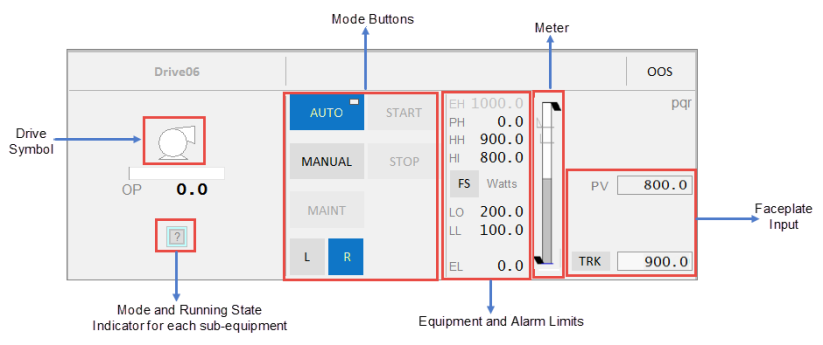 Mode Buttons
Meter
Drive06
OOS
AUTO
START
EH 1000.0
pqr
PH 0.0
HH 900.0
Drive
Symbol
MANUAL
STOP
HI 800.0
OP 0.0
FS Watts
PV 800.0
MAINT
LO 200.0
LL 100.0
Faceplate
Input
?
L
R
EL 0.0
TRK 900.0
Mode and Running State
Indicator for each sub-equipment
Equipment and Alarm Limits